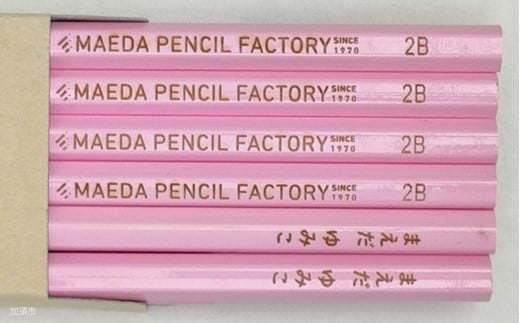 MAEDA PENCIL FACTORY SINCE 1970 2B
MAEDA PENCIL FACTORY SINCE 1970 2B
MAEDA PENCIL FACTORY SINCE 1970 2B
MAEDA PENCIL FACTORY SINCE 1970 2B
まえだ ゆみこ
まえだ ゆみこ
加須市